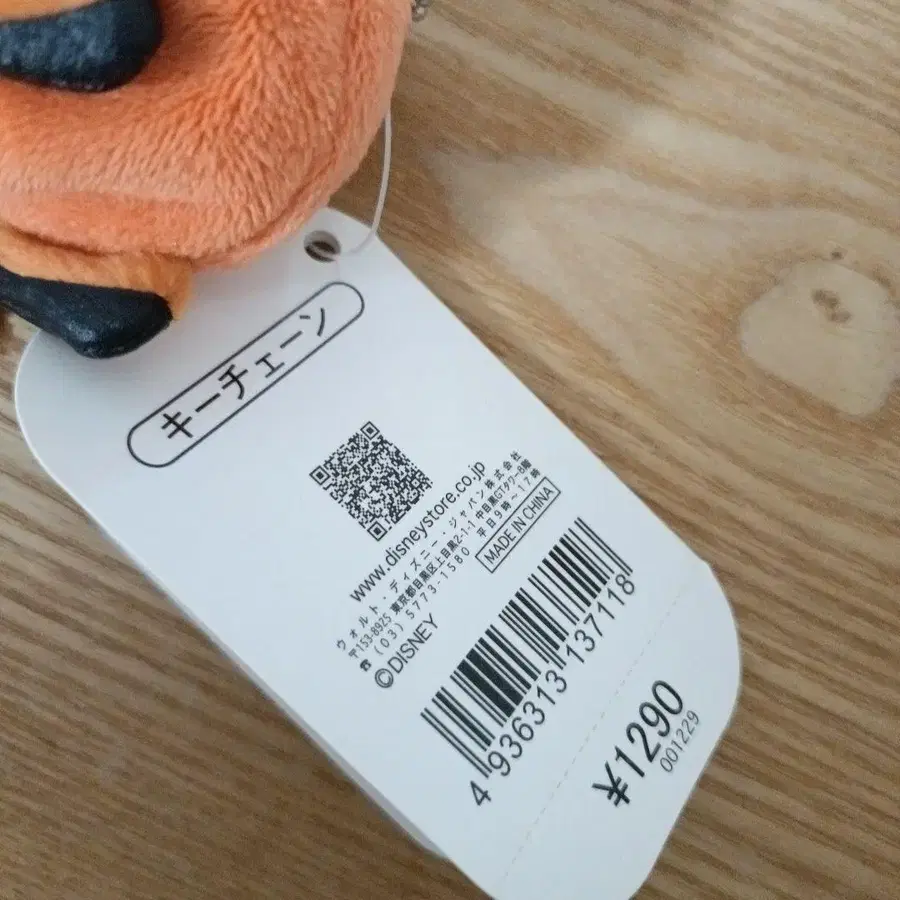 キーチェーン
www.disneystore.co.jp
ウォルト・ディズニー・ジャパン株式会社
〒153-8925 東京都目黒区上目黒2-1-1 中目黒GTタワー8階
☎ (03) 5773-1580 平日9時～17時
©DISNEY
MADE IN CHINA
4 936313 137118
¥1290
001229